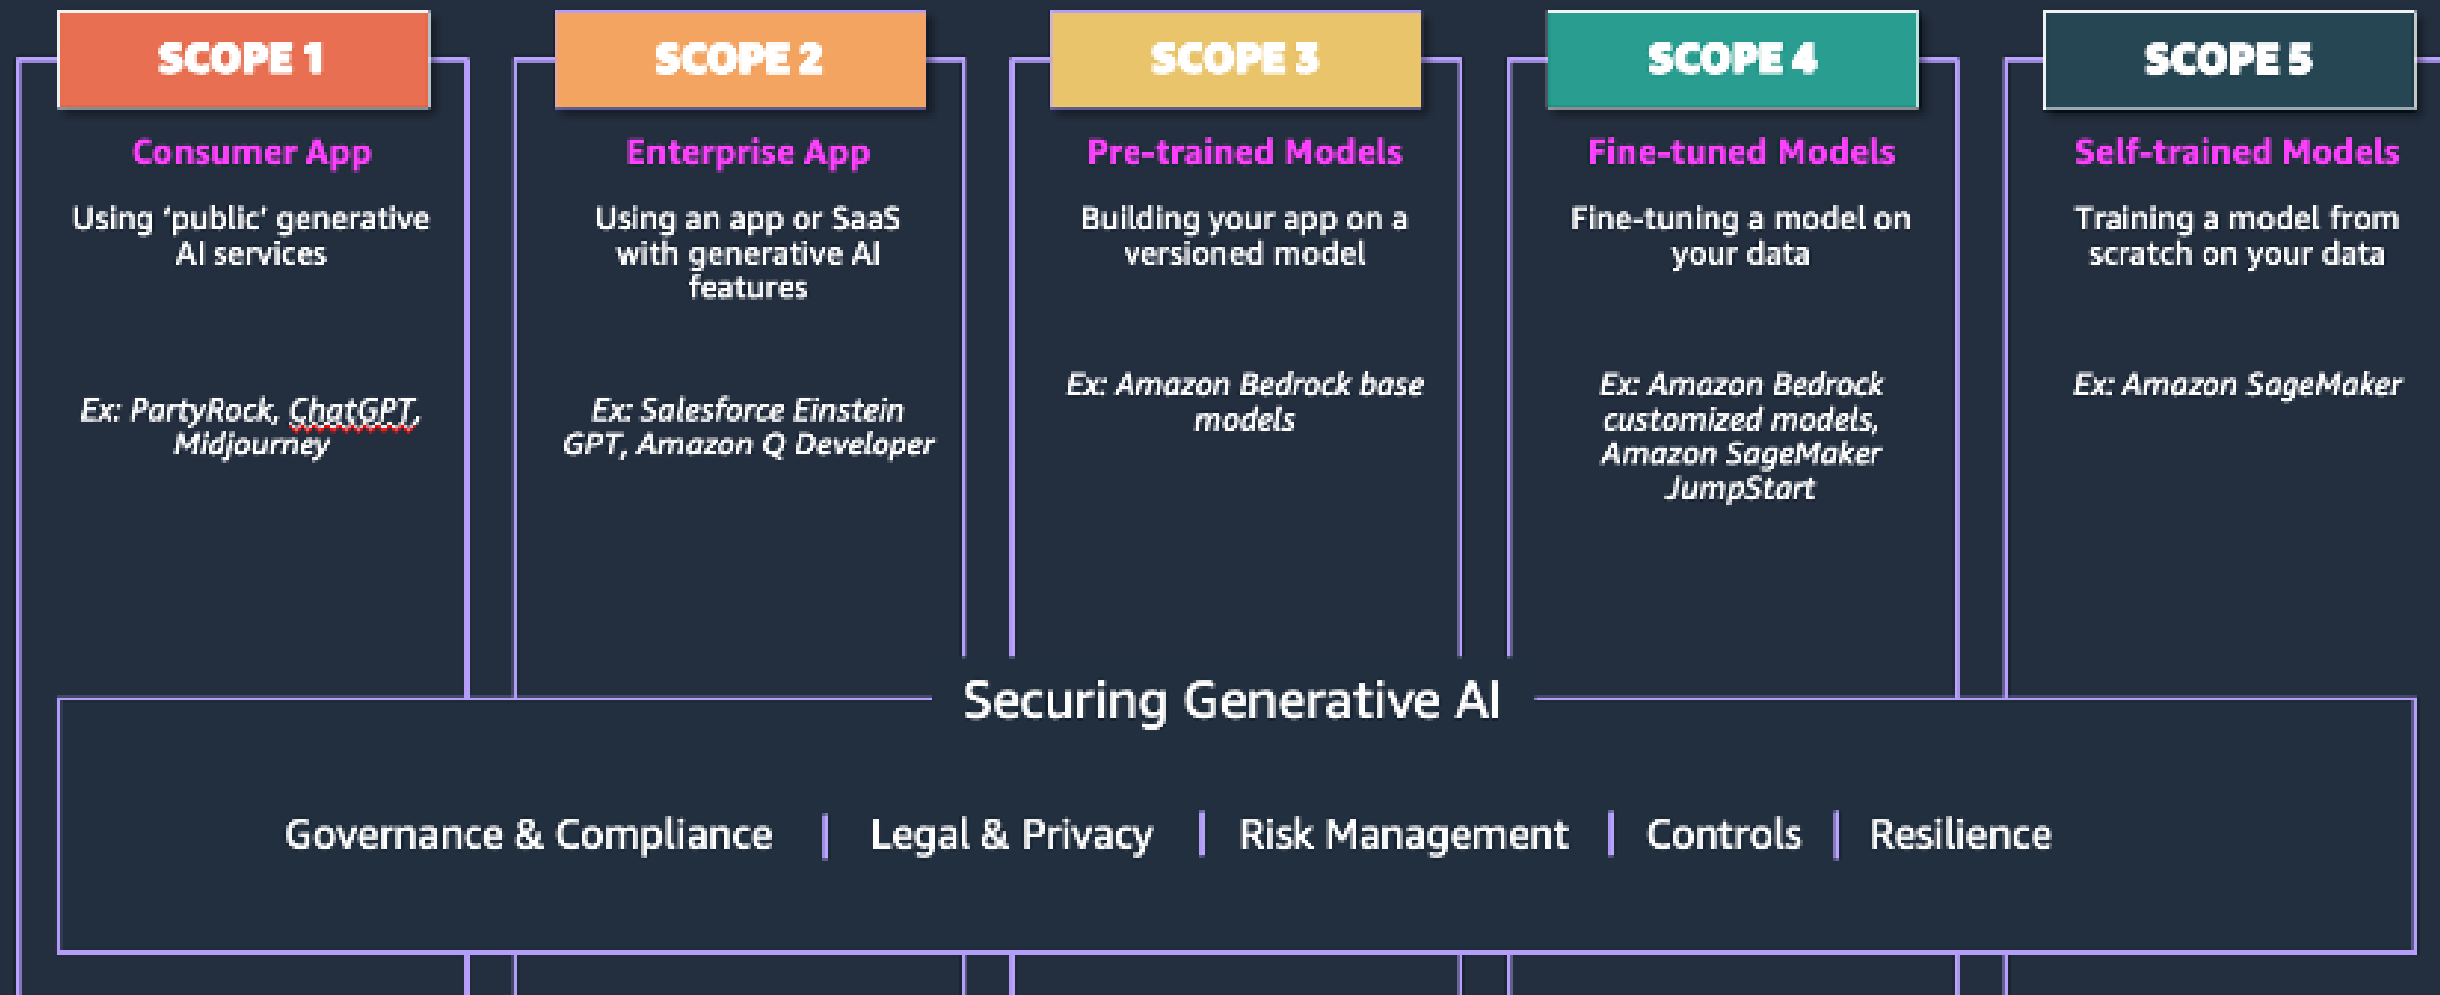 SCOPE 1
Consumer App
Using ‘public’ generative
AI services
Ex: PartyRock, ChatGPT,
Midjourney
SCOPE 2
Enterprise App
Using an app or SaaS
with generative AI
features
Ex: Salesforce Einstein
GPT, Amazon Q Developer
SCOPE 3
Pre-trained Models
Building your app on a
versioned model
Ex: Amazon Bedrock base
models
SCOPE 4
Fine-tuned Models
Fine-tuning a model on
your data
Ex: Amazon Bedrock
customized models,
Amazon SageMaker
JumpStart
SCOPE 5
Self-trained Models
Training a model from
scratch on your data
Ex: Amazon SageMaker
Securing Generative AI
Governance & Compliance | Legal & Privacy | Risk Management | Controls | Resilience